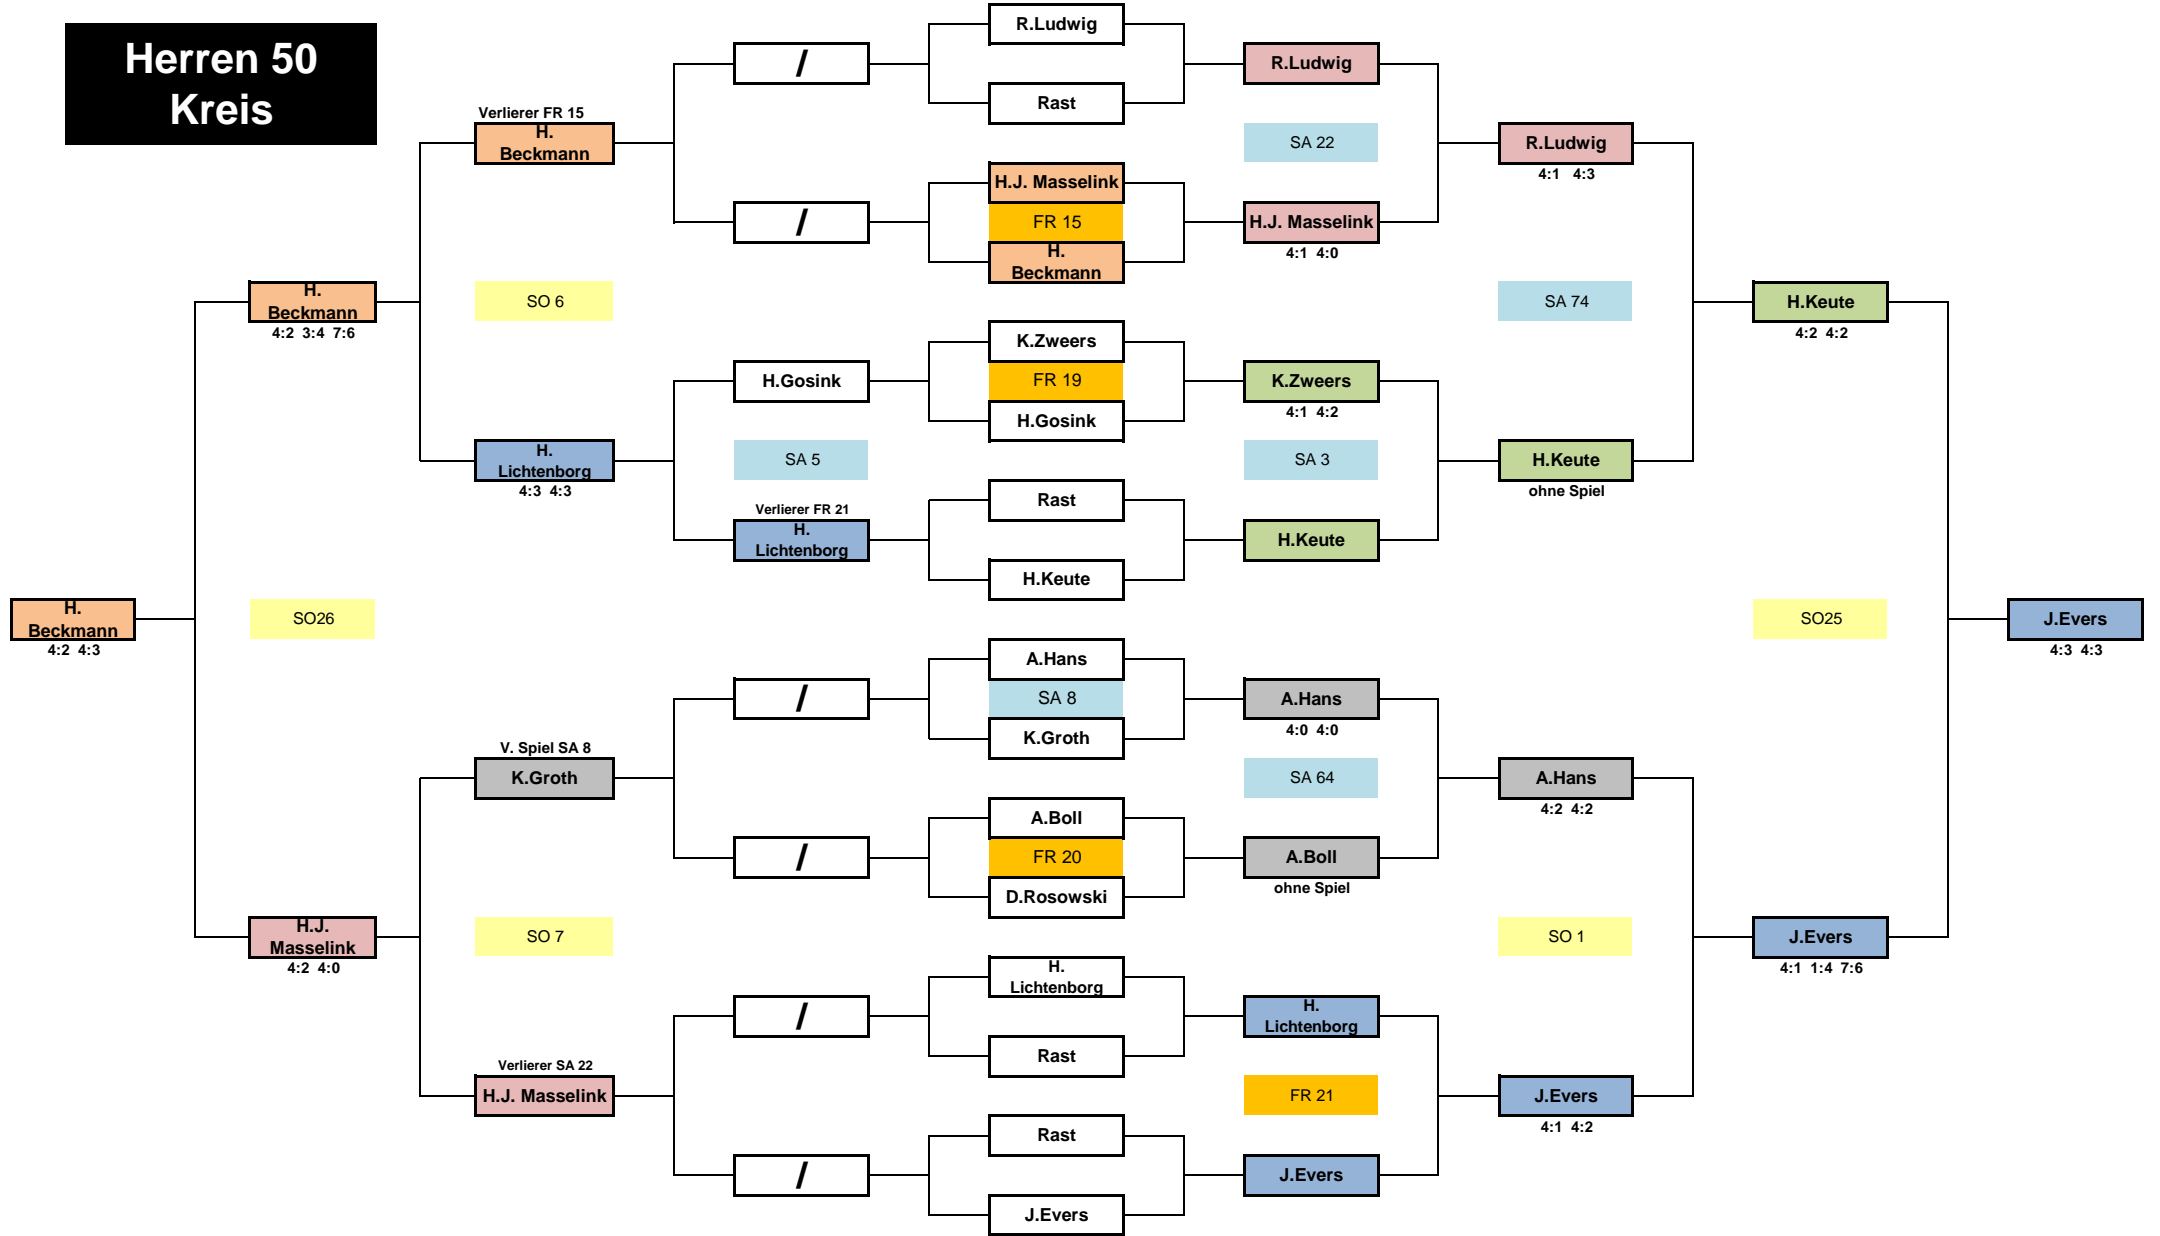 Herren 50
Kreis
R.Ludwig
/
R.Ludwig
Rast
Verlierer FR 15
H.
Beckmann
SA 22
R.Ludwig
4:1 4:3
H.J. Masselink
/
FR 15
H.J. Masselink
4:1 4:0
H.
Beckmann
H.
Beckmann
4:2 3:4 7:6
SO 6
SA 74
H.Keute
4:2 4:2
K.Zweers
H.Gosink
FR 19
K.Zweers
4:1 4:2
H.Gosink
H.
Lichtenborg
4:3 4:3
SA 5
SA 3
H.Keute
ohne Spiel
Rast
Verlierer FR 21
H.
Lichtenborg
H.Keute
H.Keute
H.
Beckmann
4:2 4:3
SO26
SO25
J.Evers
4:3 4:3
A.Hans
/
SA 8
A.Hans
4:0 4:0
K.Groth
V. Spiel SA 8
K.Groth
SA 64
A.Hans
4:2 4:2
A.Boll
/
FR 20
A.Boll
ohne Spiel
D.Rosowski
H.J.
Masselink
4:2 4:0
SO 7
SO 1
J.Evers
4:1 1:4 7:6
H.
Lichtenborg
/
H.
Lichtenborg
Rast
Verlierer SA 22
H.J. Masselink
FR 21
J.Evers
4:1 4:2
Rast
/
J.Evers
J.Evers